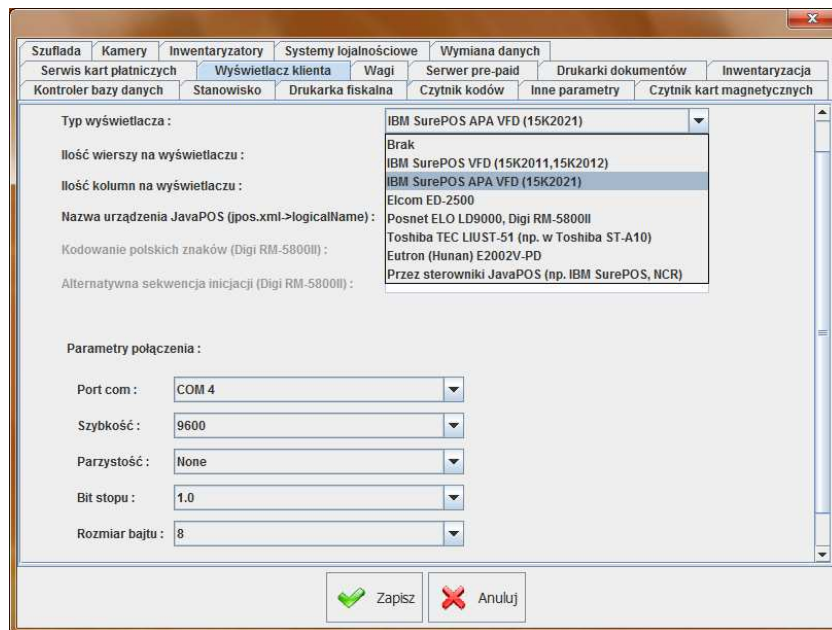 Szuflada Kamery Inwentaryzatory Systemy lojalnościowe Wymiana danych
Serwis kart płatniczych Wyświetlacz klienta Wagi Serwer pre-paid Drukarki dokumentów Inwentaryzacja
Kontroler bazy danych Stanowisko Drukarka fiskalna Czytnik kodów Inne parametry Czytnik kart magnetycznych
Typ wyświetlacza : IBM SurePOS APA VFD (15K2021)
Brak
Ilość wierszy na wyświetlaczu : IBM SurePOS VFD (15K2011,15K2012)
Ilość kolumn na wyświetlaczu : IBM SurePOS APA VFD (15K2021)
Elcom ED-2500
Nazwa urządzenia JavaPOS (jpos.xml->logicalName) : Posnet ELO LD9000, Digi RM-5800II
Toshiba TEC LIUST-51 (np. w Toshiba ST-A10)
Kodowanie polskich znaków (Digi RM-5800II) : Eutron (Hunan) E2002V-PD
Przez sterowniki JavaPOS (np. IBM SurePOS, NCR)
Alternatywna sekwencja inicjacji (Digi RM-5800II) :
Parametry połączenia :
Port com : COM 4
Szybkość : 9600
Parzystość : None
Bit stopu : 1.0
Rozmiar bajtu : 8
Zapisz Anuluj